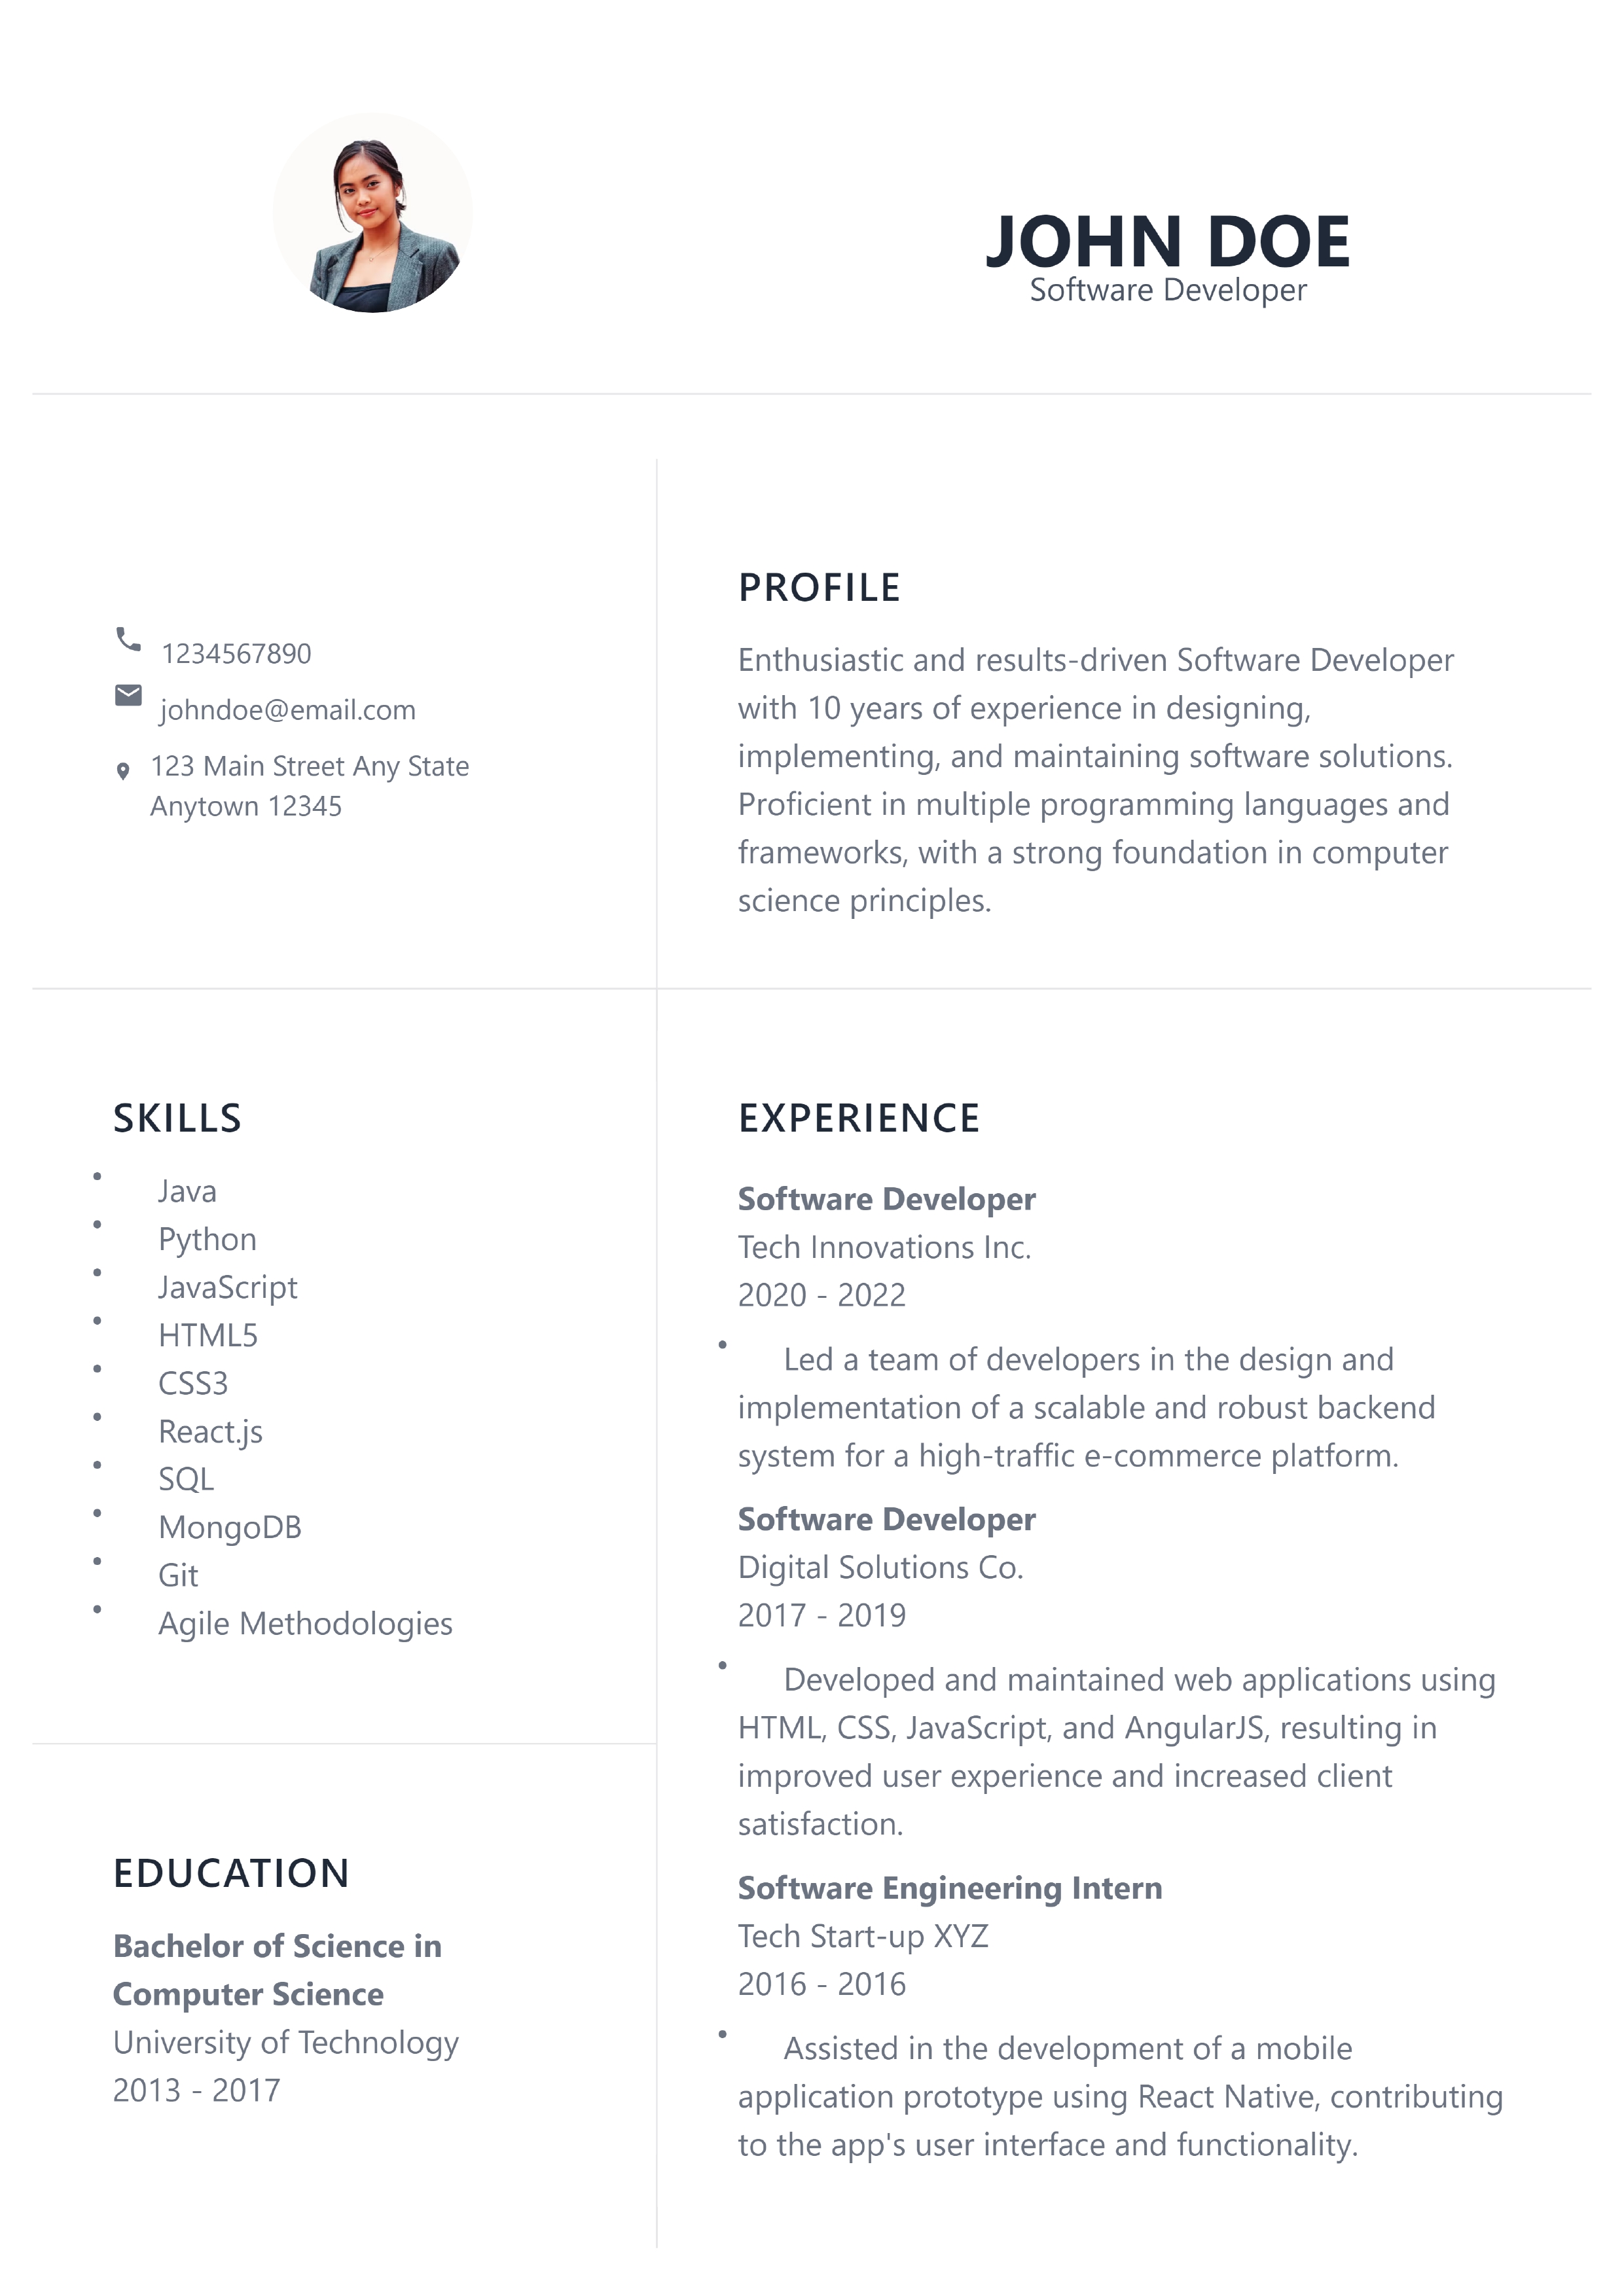 JOHN DOE
Software Developer
1234567890
johndoe@email.com
123 Main Street Any State
Anytown 12345
PROFILE
Enthusiastic and results-driven Software Developer
with 10 years of experience in designing,
implementing, and maintaining software solutions.
Proficient in multiple programming languages and
frameworks, with a strong foundation in computer
science principles.
SKILLS
• Java
• Python
• JavaScript
• HTML5
• CSS3
• React.js
• SQL
• MongoDB
• Git
• Agile Methodologies
EDUCATION
Bachelor of Science in
Computer Science
University of Technology
2013 - 2017
EXPERIENCE
Software Developer
Tech Innovations Inc.
2020 - 2022
• Led a team of developers in the design and
implementation of a scalable and robust backend
system for a high-traffic e-commerce platform.
Software Developer
Digital Solutions Co.
2017 - 2019
• Developed and maintained web applications using
HTML, CSS, JavaScript, and AngularJS, resulting in
improved user experience and increased client
satisfaction.
Software Engineering Intern
Tech Start-up XYZ
2016 - 2016
• Assisted in the development of a mobile
application prototype using React Native, contributing
to the app's user interface and functionality.